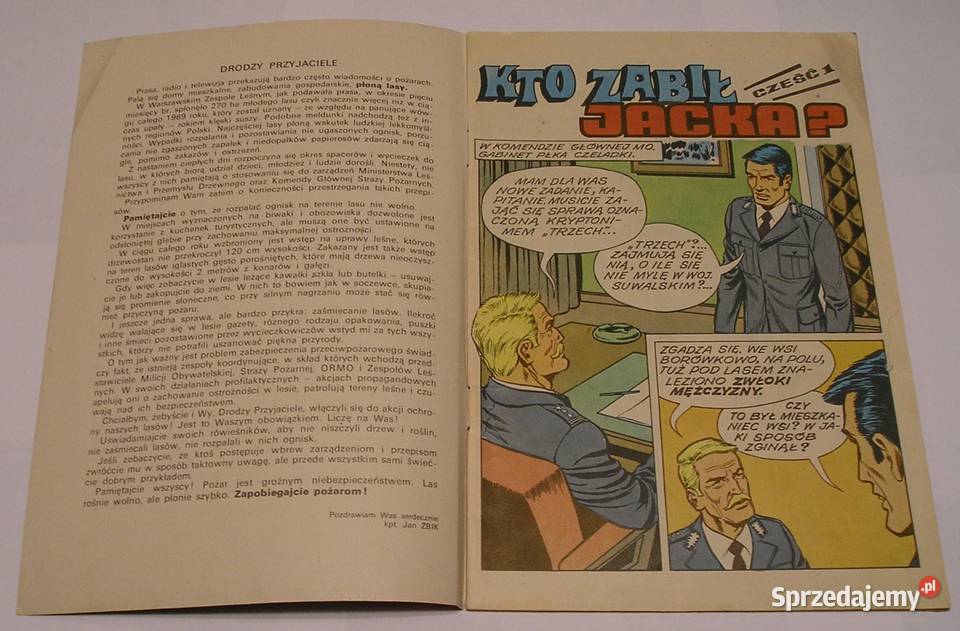 DRODZY PRZYJACIELE
Prasa, radio i telewizja przekazują bardzo często wiadomości o pożarach.
Palą się domy mieszkalne, zabudowania gospodarskie, płoną lasy.
W Warszawskim Zespole Leśnym, jak podawała prasa, w okresie pięciu
miesięcy br. spłonęło 270 ha młodego lasu czyli znacznie więcej niż w cią-
gu całego 1969 roku, który został uznany – ze względu na panujące wów-
czas upały – rokiem klęski suszy. Podobne meldunki nadchodzą też z in-
nych regionów Polski. Najczęściej lasy płoną wskutek ludzkiej lekkomyśl-
ności. Wypadki rozpalania i pozostawiania nie ugaszonych ognisk, porzu-
cania nie zgaszonych zapałek i niedopałków papierosów zdarzają się cią-
gle, pomimo zakazów i ostrzeżeń.
Z nastaniem ciepłych dni rozpoczyna się okres spacerów i wycieczek do
lasu, w których biorą udział dzieci, młodzież i ludzie dorośli. Niestety, nie
wszyscy z nich pamiętają o stosowaniu się do zarządzeń Ministerstwa Leś-
nictwa i Przemysłu Drzewnego oraz Komendy Głównej Straży Pożarnych.
Przypominam Wam zatem o konieczności przestrzegania takich przepi-
sów.
Pamiętajcie o tym, że rozpalać ognisk na terenie lasu nie wolno.
W miejscach wyznaczonych na biwaki i obozowiska dozwolone jest
korzystanie z kuchenek turystycznych, ale muszą one być ustawione na
odsłoniętej glebie przy zachowaniu maksymalnej ostrożności.
W ciągu całego roku wzbroniony jest wstęp na uprawy leśne, których
drzewostan nie przekroczył 120 cm wysokości. Zakazany jest także wstęp
na teren lasów iglastych gęsto porośniętych, które mają drzewa nieoczysz-
czone do wysokości 2 metrów z konarów i gałęzi.
Gdy więc zobaczycie w lesie leżące kawałki szkła lub butelki – usuwaj-
cie je lub zakopujcie do ziemi. W nich to bowiem jak w soczewce, skupia-
ją się promienie słoneczne, co przy silnym nagrzaniu może stać się rów-
nież przyczyną pożaru.
I jeszcze jedna sprawa, ale bardzo przykra: zaśmiecanie lasów. Ilekroć
widzę walające się w lesie gazety, różnego rodzaju opakowania, puszki
i inne śmieci pozostawione przez wycieczkowiczów wstyd mi za tych wszy-
stkich, którzy nie potrafili uszanować piękna przyrody.
O tym jak ważny jest problem zabezpieczenia przeciwpożarowego świad-
czy fakt, że istnieją zespoły koordynujące, w skład których wchodzą przed-
stawiciele Milicji Obywatelskiej, Straży Pożarnej, ORMO i Zespołów Leś-
nych. W swoich działaniach profilaktycznych – akcjach propagandowych
apelują oni o zachowanie ostrożności w lesie, patrolują tereny leśne i czu-
wają nad ich bezpieczeństwem.
Chciałbym, żebyście i Wy, Drodzy Przyjaciele, włączyli się do akcji ochro-
ny naszych lasów! Jest to Waszym obowiązkiem. Liczę na Was!
Uświadamiajcie swoich rówieśników, aby nie niszczyli drzew i roślin,
nie zaśmiecali lasów, nie rozpalali w nich ognisk.
Jeśli zobaczycie, że ktoś postępuje wbrew zarządzeniom i przepisom
zwróćcie mu w sposób taktowny uwagę, ale przede wszystkim sami świeć-
cie dobrym przykładem.
Pamiętajcie wszyscy! Pożar jest groźnym niebezpieczeństwem. Las
rośnie wolno, ale płonie szybko. Zapobiegajcie pożarom!
Pozdrawiam Was serdecznie
kpt. Jan ŻBIK
KTO ZABIŁ
JACKA?
CZĘŚĆ 1
W KOMENDZIE GŁÓWNEJ MO.
GABINET PŁKA CZELADKI.
MAM DLA WAS
NOWE ZADANIE, KA-
PITANIE. MUSICIE ZA-
JĄĆ SIĘ SPRAWĄ OZNA-
CZONĄ KRYPTONI-
MEM „TRZECH”...
„TRZECH”?...
ZAJMUJĄ SIĘ
NIĄ, O ILE SIĘ
NIE MYLĘ W WOJ.
SUWALSKIM?...
ZGADZA SIĘ. WE WSI
BORÓWKOWO, NA POLU,
TUŻ POD LASEM ZNA-
LEZIONO ZWŁOKI
MĘŻCZYZNY.
CZY
TO BYŁ MIESZKA-
NIEC WSI? W JA-
KI SPOSÓB
ZGINĄŁ?
Sprzedajemy.pl